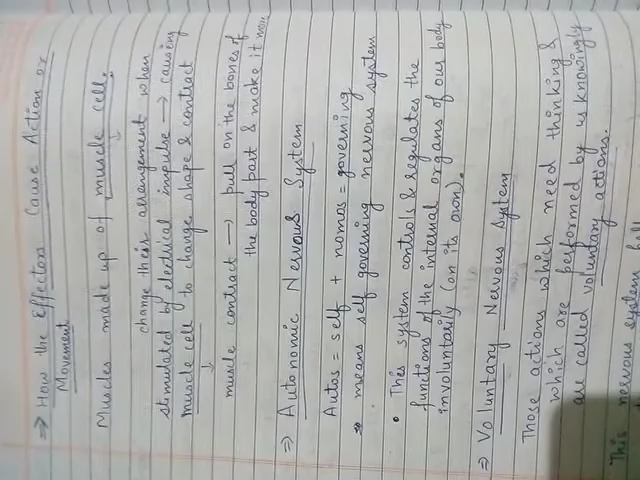 ⇒ How the Effectors Cause Action or
Movement
Muscles made up of muscle cell.
↓
change their arrangement when
stimulated by electrical impulse → causing
muscle cell to change shape & contract
↓
muscle contract → pull on the bones of
the body part & make it move
⇒ Autonomic Nervous System
Autos = self + nomos = governing
⇒ means self governing nervous system
• This system controls & regulates the
functions of the internal organs of our body
involuntarily (on its own).
⇒ Voluntary Nervous System
Those actions which need thinking &
which are performed by us knowingly
are called voluntary actions.
This nervous system